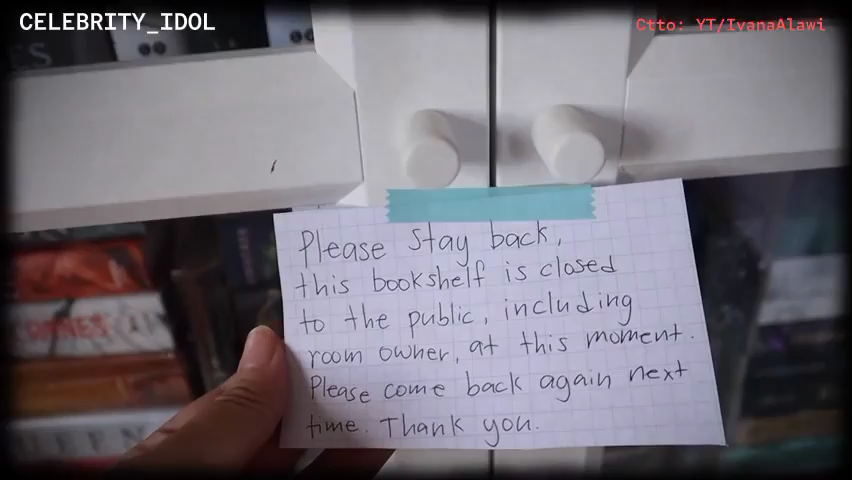 CELEBRITY_IDOL
Ctto: YT/IvanaAlawi
Please stay back,
this bookshelf is closed
to the public, including
room owner, at this moment.
Please come back again next
time. Thank you.
QUEEN